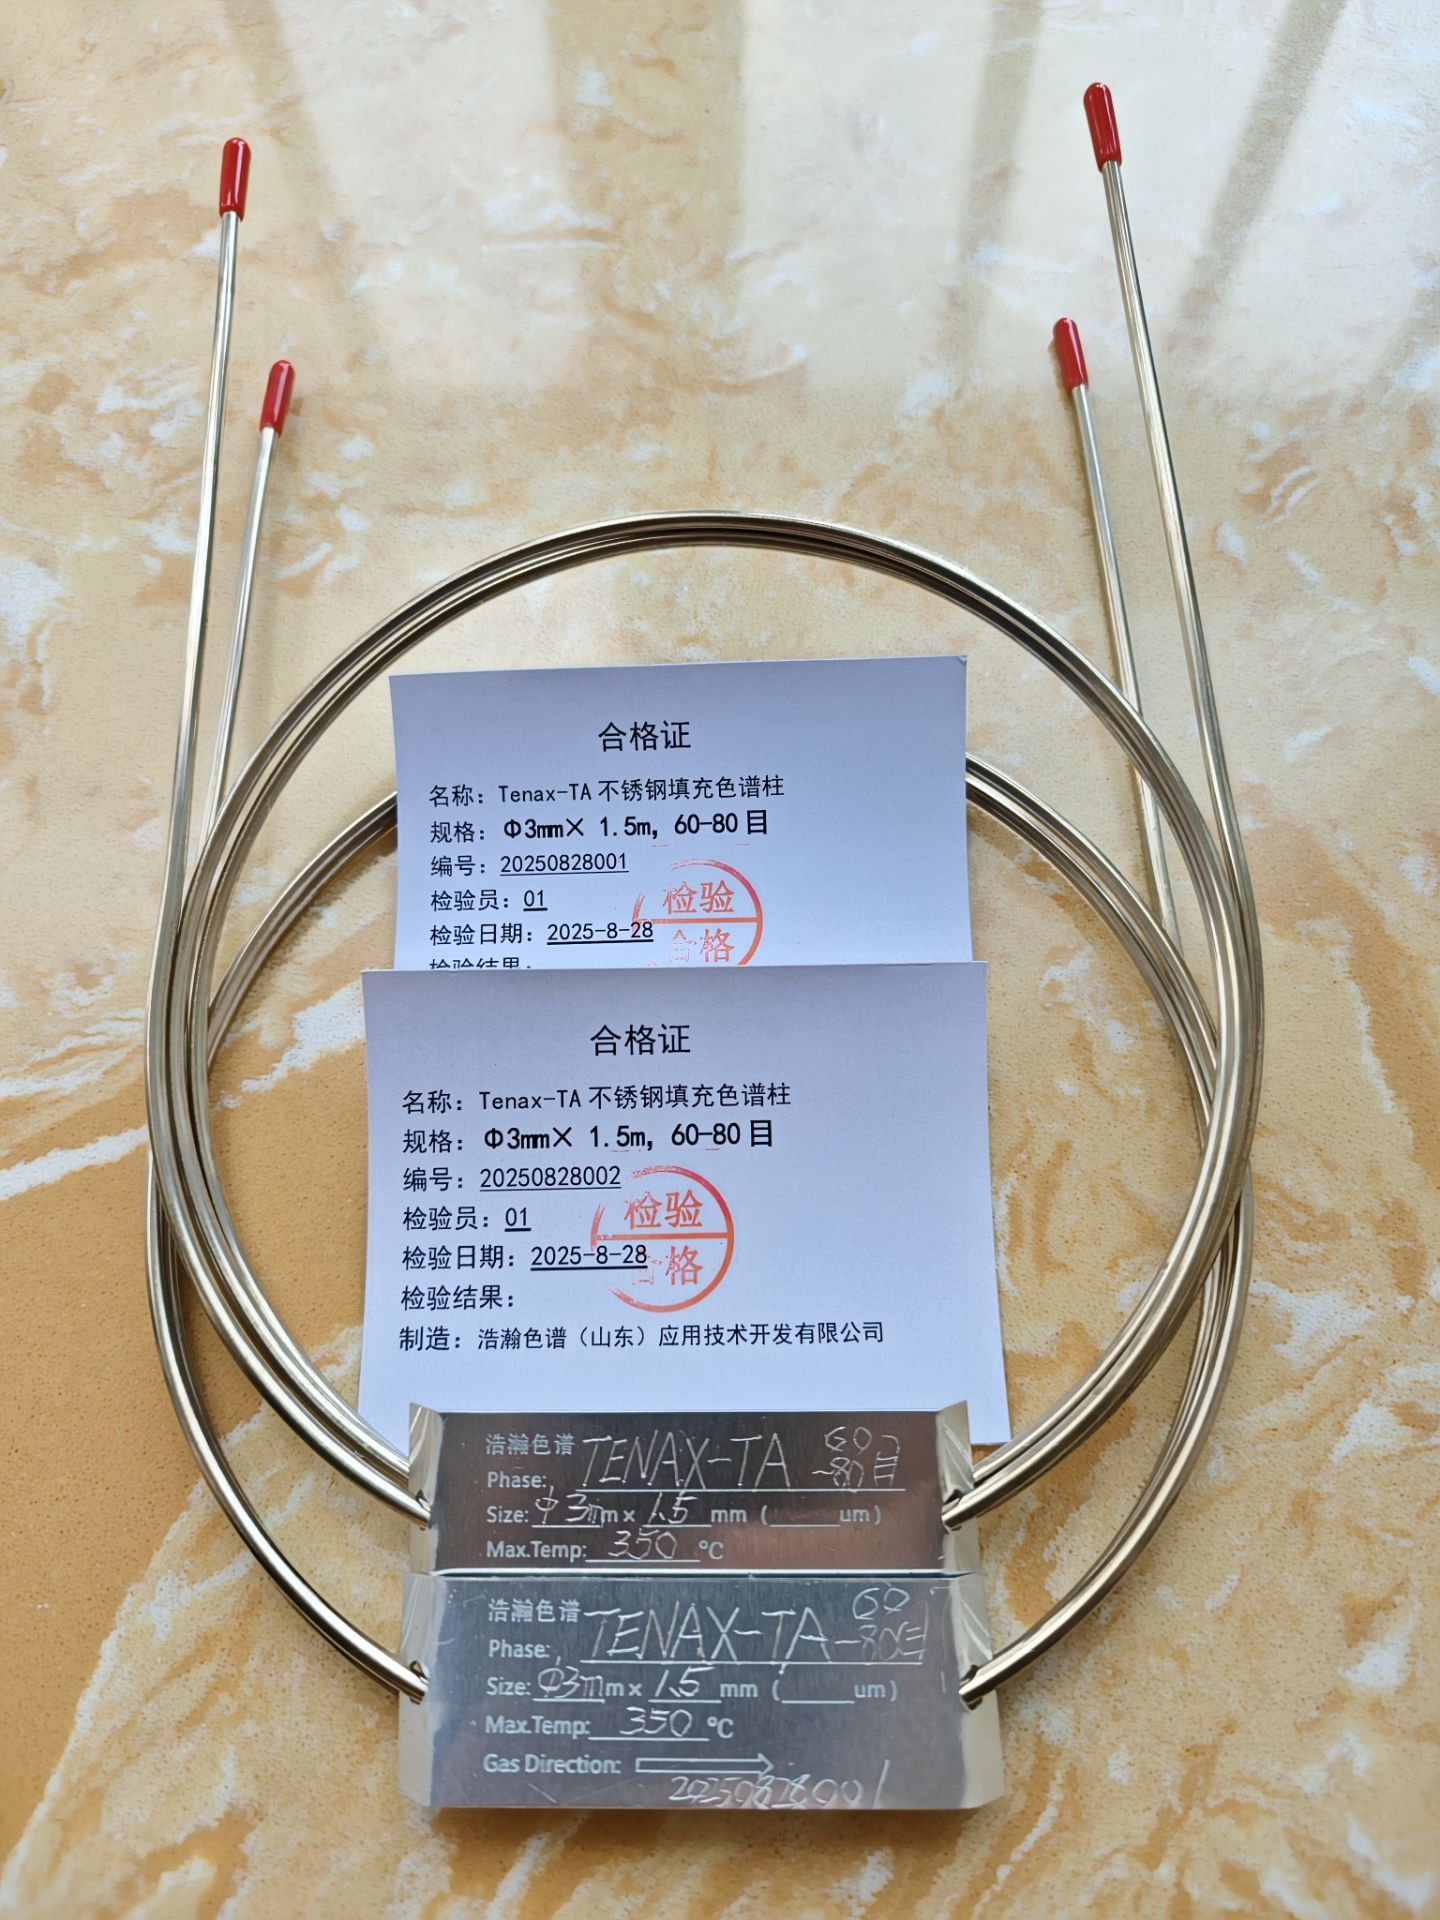 合格证
名称：Tenax-TA 不锈钢填充色谱柱
规格：Φ3mm× 1.5m，60-80 目
编号：20250828001
检验员：01
检验日期：2025-8-28
检验结果：
检验
合格
合格证
名称：Tenax-TA 不锈钢填充色谱柱
规格：Φ3mm× 1.5m，60-80 目
编号：20250828002
检验员：01
检验日期：2025-8-28
检验结果：
制造：浩瀚色谱（山东）应用技术开发有限公司
检验
合格
浩瀚色谱
Phase: TENAX-TA 60-80目
Size: Φ3mm x 1.5 mm ( um )
Max.Temp: 350 °C
浩瀚色谱
Phase: TENAX-TA 60-80目
Size: Φ3mm x 1.5 mm ( um )
Max.Temp: 350 °C
Gas Direction:
20250828001